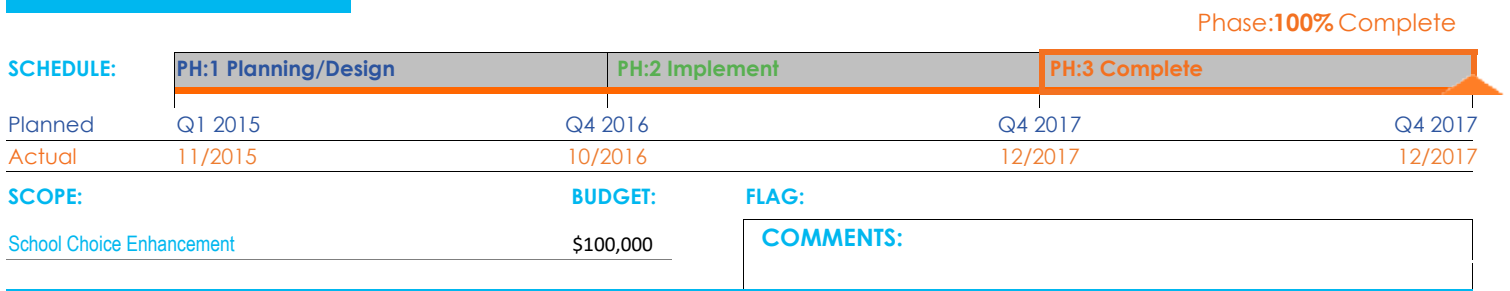 Phase:100% Complete
SCHEDULE: PH:1 Planning/Design PH:2 Implement PH:3 Complete
Planned Q1 2015 Q4 2016 Q4 2017 Q4 2017
Actual 11/2015 10/2016 12/2017 12/2017
SCOPE: BUDGET: FLAG:
School Choice Enhancement $100,000 COMMENTS: